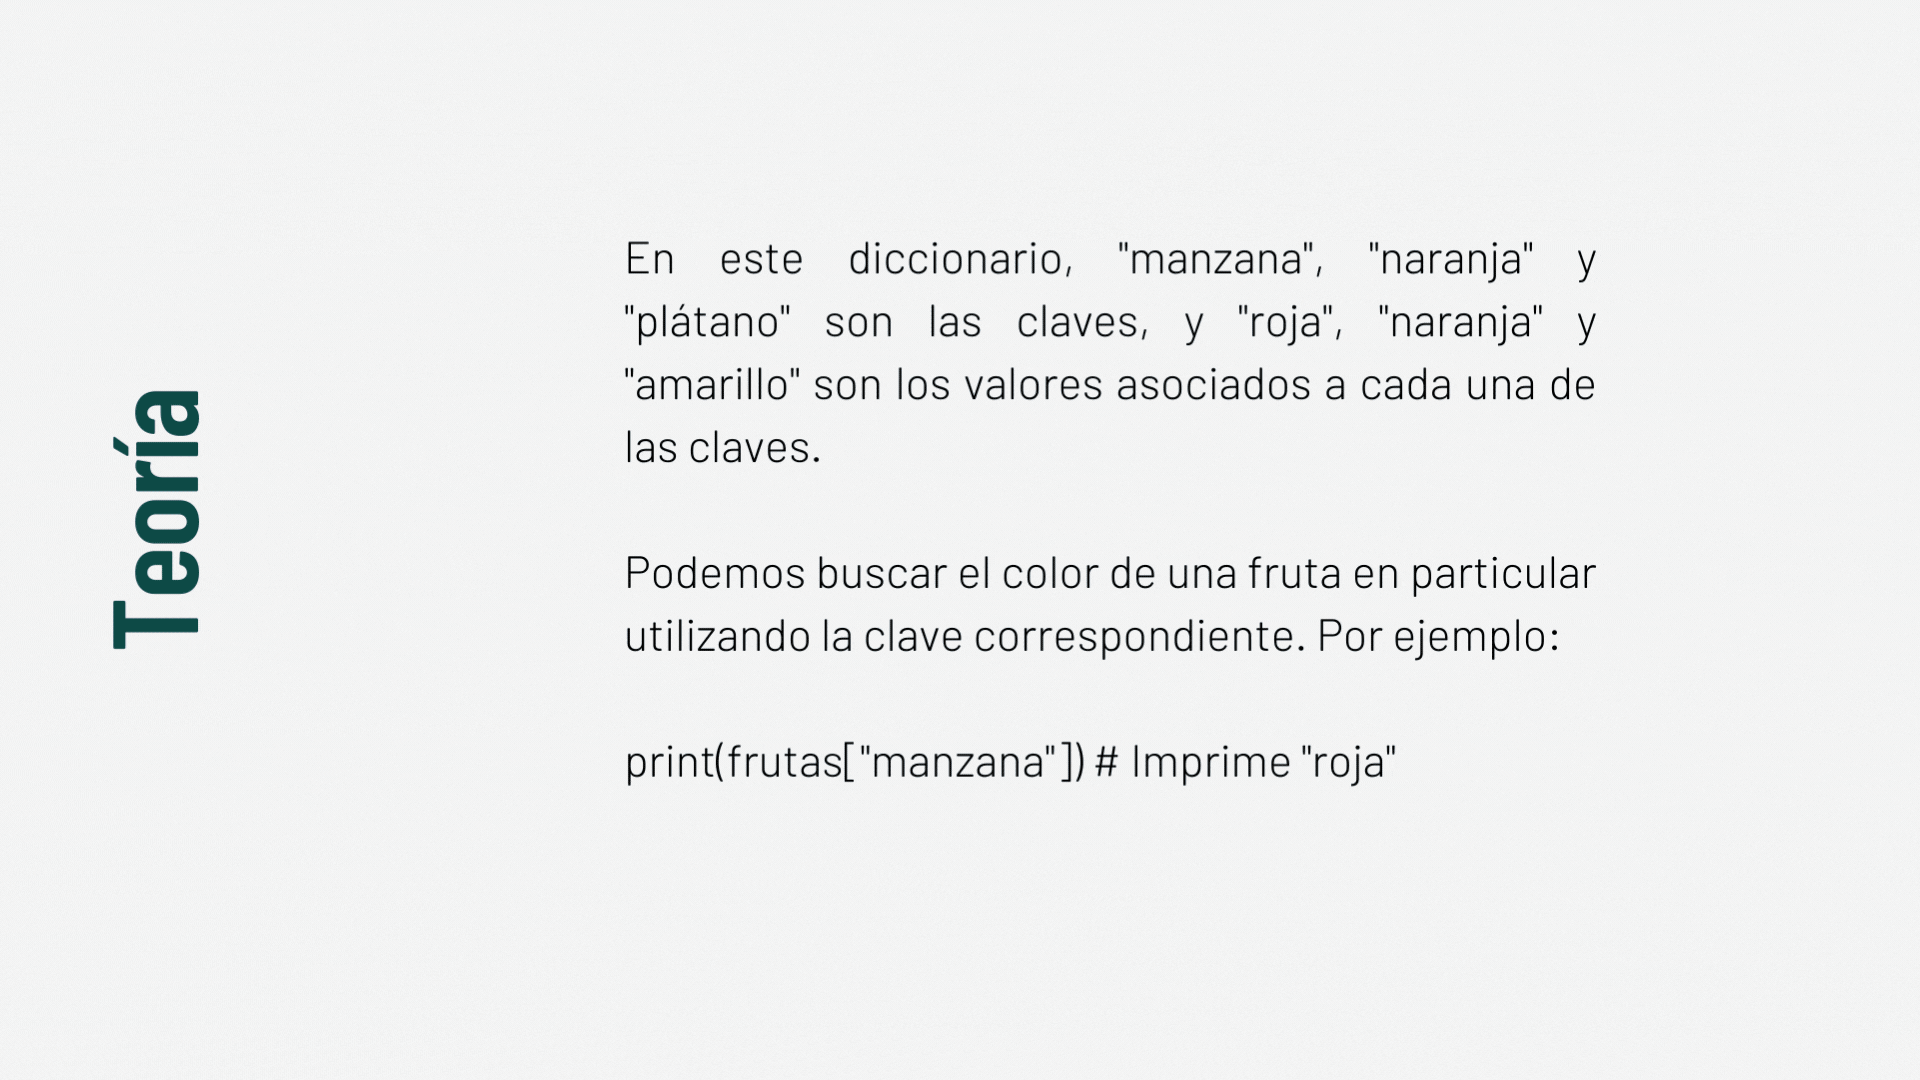 Teoría
En este diccionario, "manzana", "naranja" y
"plátano" son las claves, y "roja", "naranja" y
"amarillo" son los valores asociados a cada una de
las claves.
Podemos buscar el color de una fruta en particular
utilizando la clave correspondiente. Por ejemplo:
print(frutas["manzana"]) # Imprime "roja"